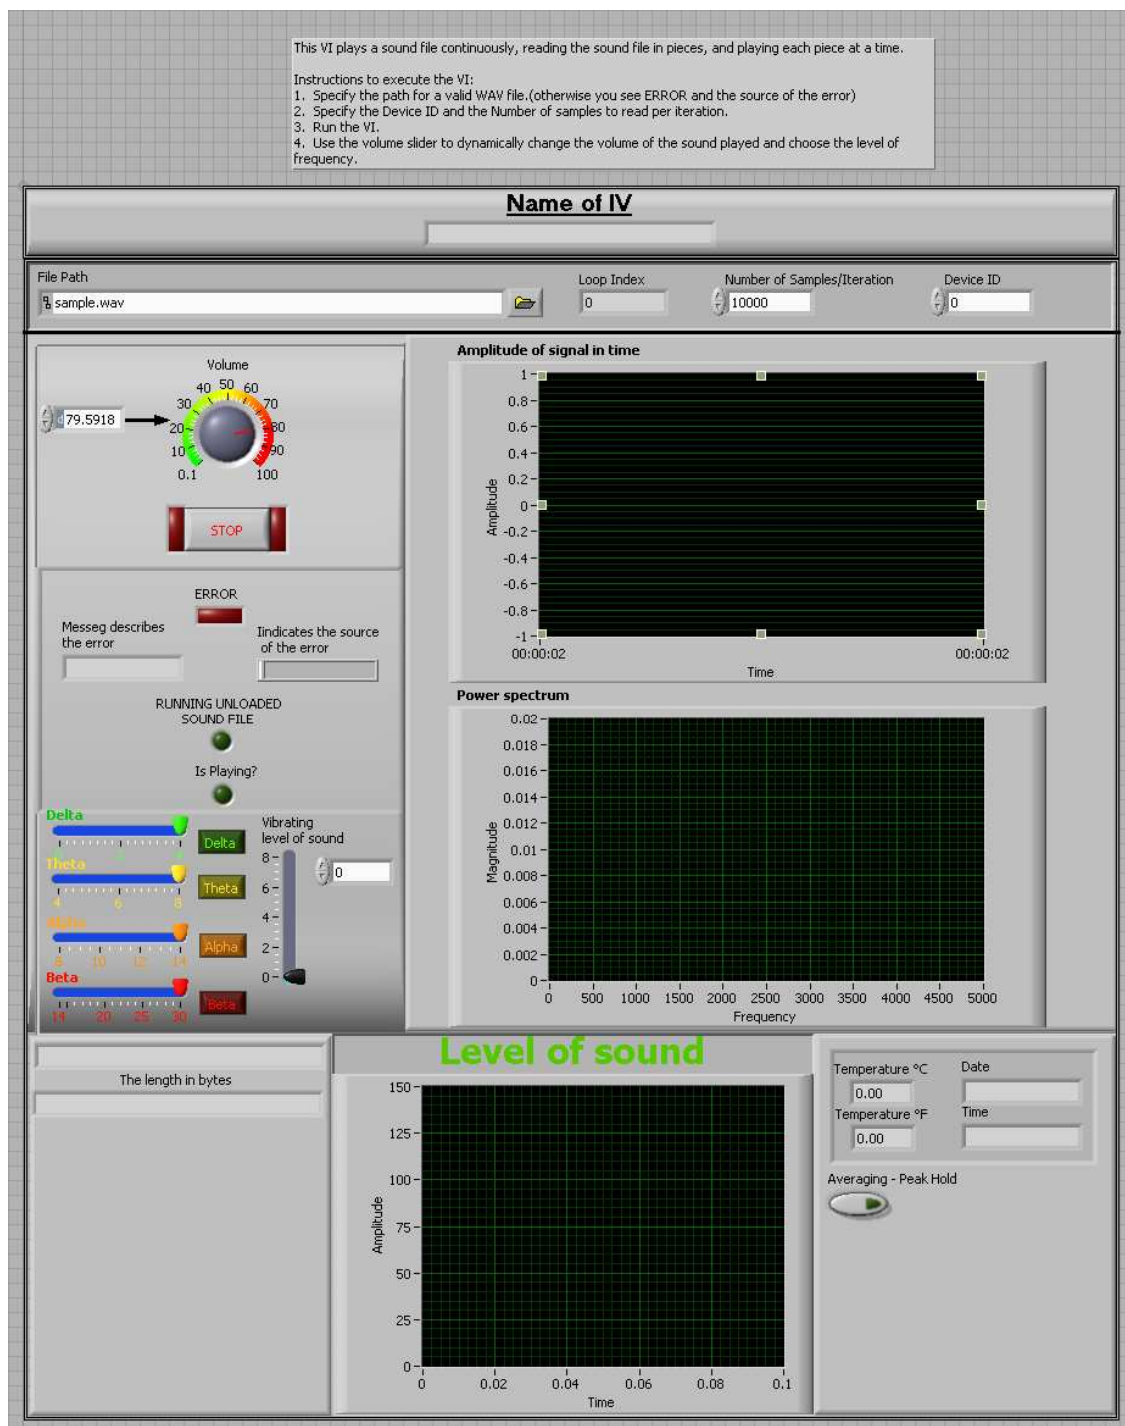 This VI plays a sound file continuously, reading the sound file in pieces, and playing each piece at a time.
Instructions to execute the VI:
1. Specify the path for a valid WAV file.(otherwise you see ERROR and the source of the error)
2. Specify the Device ID and the Number of samples to read per iteration.
3. Run the VI.
4. Use the volume slider to dynamically change the volume of the sound played and choose the level of
frequency.
Name of IV
File Path
sample.wav
Loop Index
0
Number of Samples/Iteration
10000
Device ID
0
Volume
79.5918
0.1 10 20 30 40 50 60 70 80 90 100
STOP
ERROR
Messeg describes
the error
Iindicates the source
of the error
RUNNING UNLOADED
SOUND FILE
Is Playing?
Delta
Delta
Theta
4 6 8
Theta
Alpha
8 10 12 14
Alpha
Beta
14 20 25 30
Beta
Vibrating
level of sound
8
6
4
2
0
0
Amplitude of signal in time
1
0.8
0.6
0.4
0.2
0
-0.2
-0.4
-0.6
-0.8
-1
Amplitude
00:00:02 00:00:02
Time
Power spectrum
0.02
0.018
0.016
0.014
0.012
0.01
0.008
0.006
0.004
0.002
0
Magnitude
0 500 1000 1500 2000 2500 3000 3500 4000 4500 5000
Frequency
The length in bytes
Level of sound
150
125
100
75
50
25
0
Amplitude
0 0.02 0.04 0.06 0.08 0.1
Time
Temperature °C
0.00
Date
Temperature °F
0.00
Time
Averaging - Peak Hold